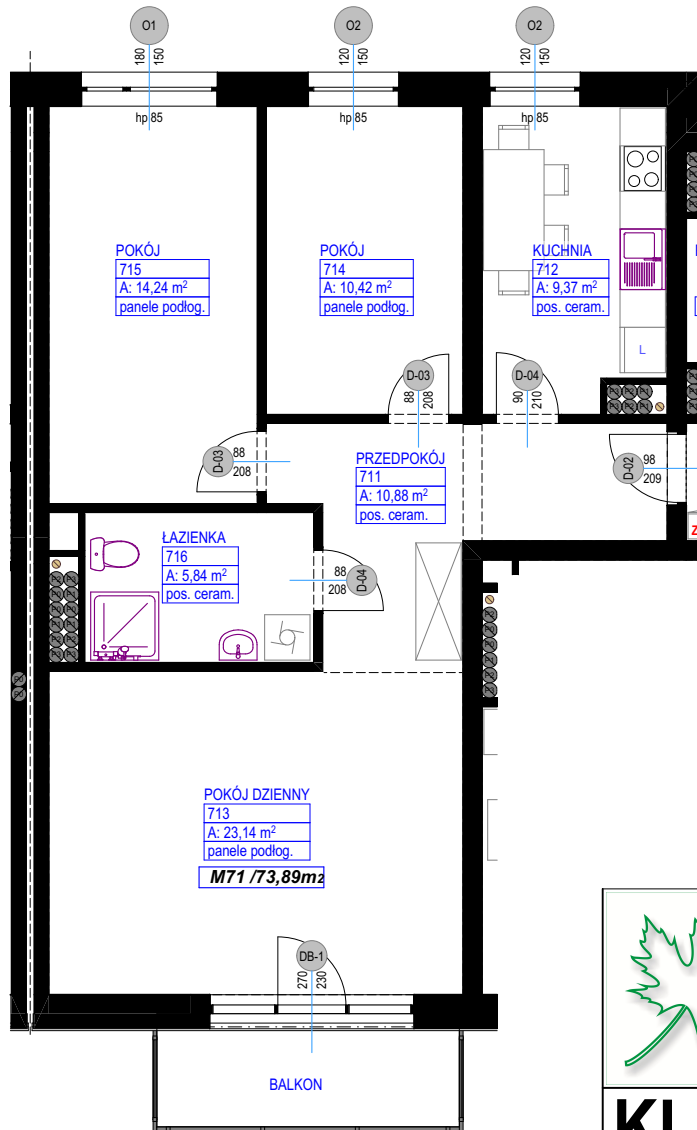 O1
O2
O2
180
150
120
150
120
150
hp 85
hp 85
hp 85
POKÓJ
715
A: 14,24 m²
panele podłog.
POKÓJ
714
A: 10,42 m²
panele podłog.
KUCHNIA
712
A: 9,37 m²
pos. ceram.
L
D-03
88
208
D-04
90
210
D-03
88
208
PRZEDPOKÓJ
711
A: 10,88 m²
pos. ceram.
D-02
98
209
Z
ŁAZIENKA
716
A: 5,84 m²
pos. ceram.
88
208
D-04
POKÓJ DZIENNY
713
A: 23,14 m²
panele podłog.
M71 /73,89m2
DB-1
270
230
BALKON
KL